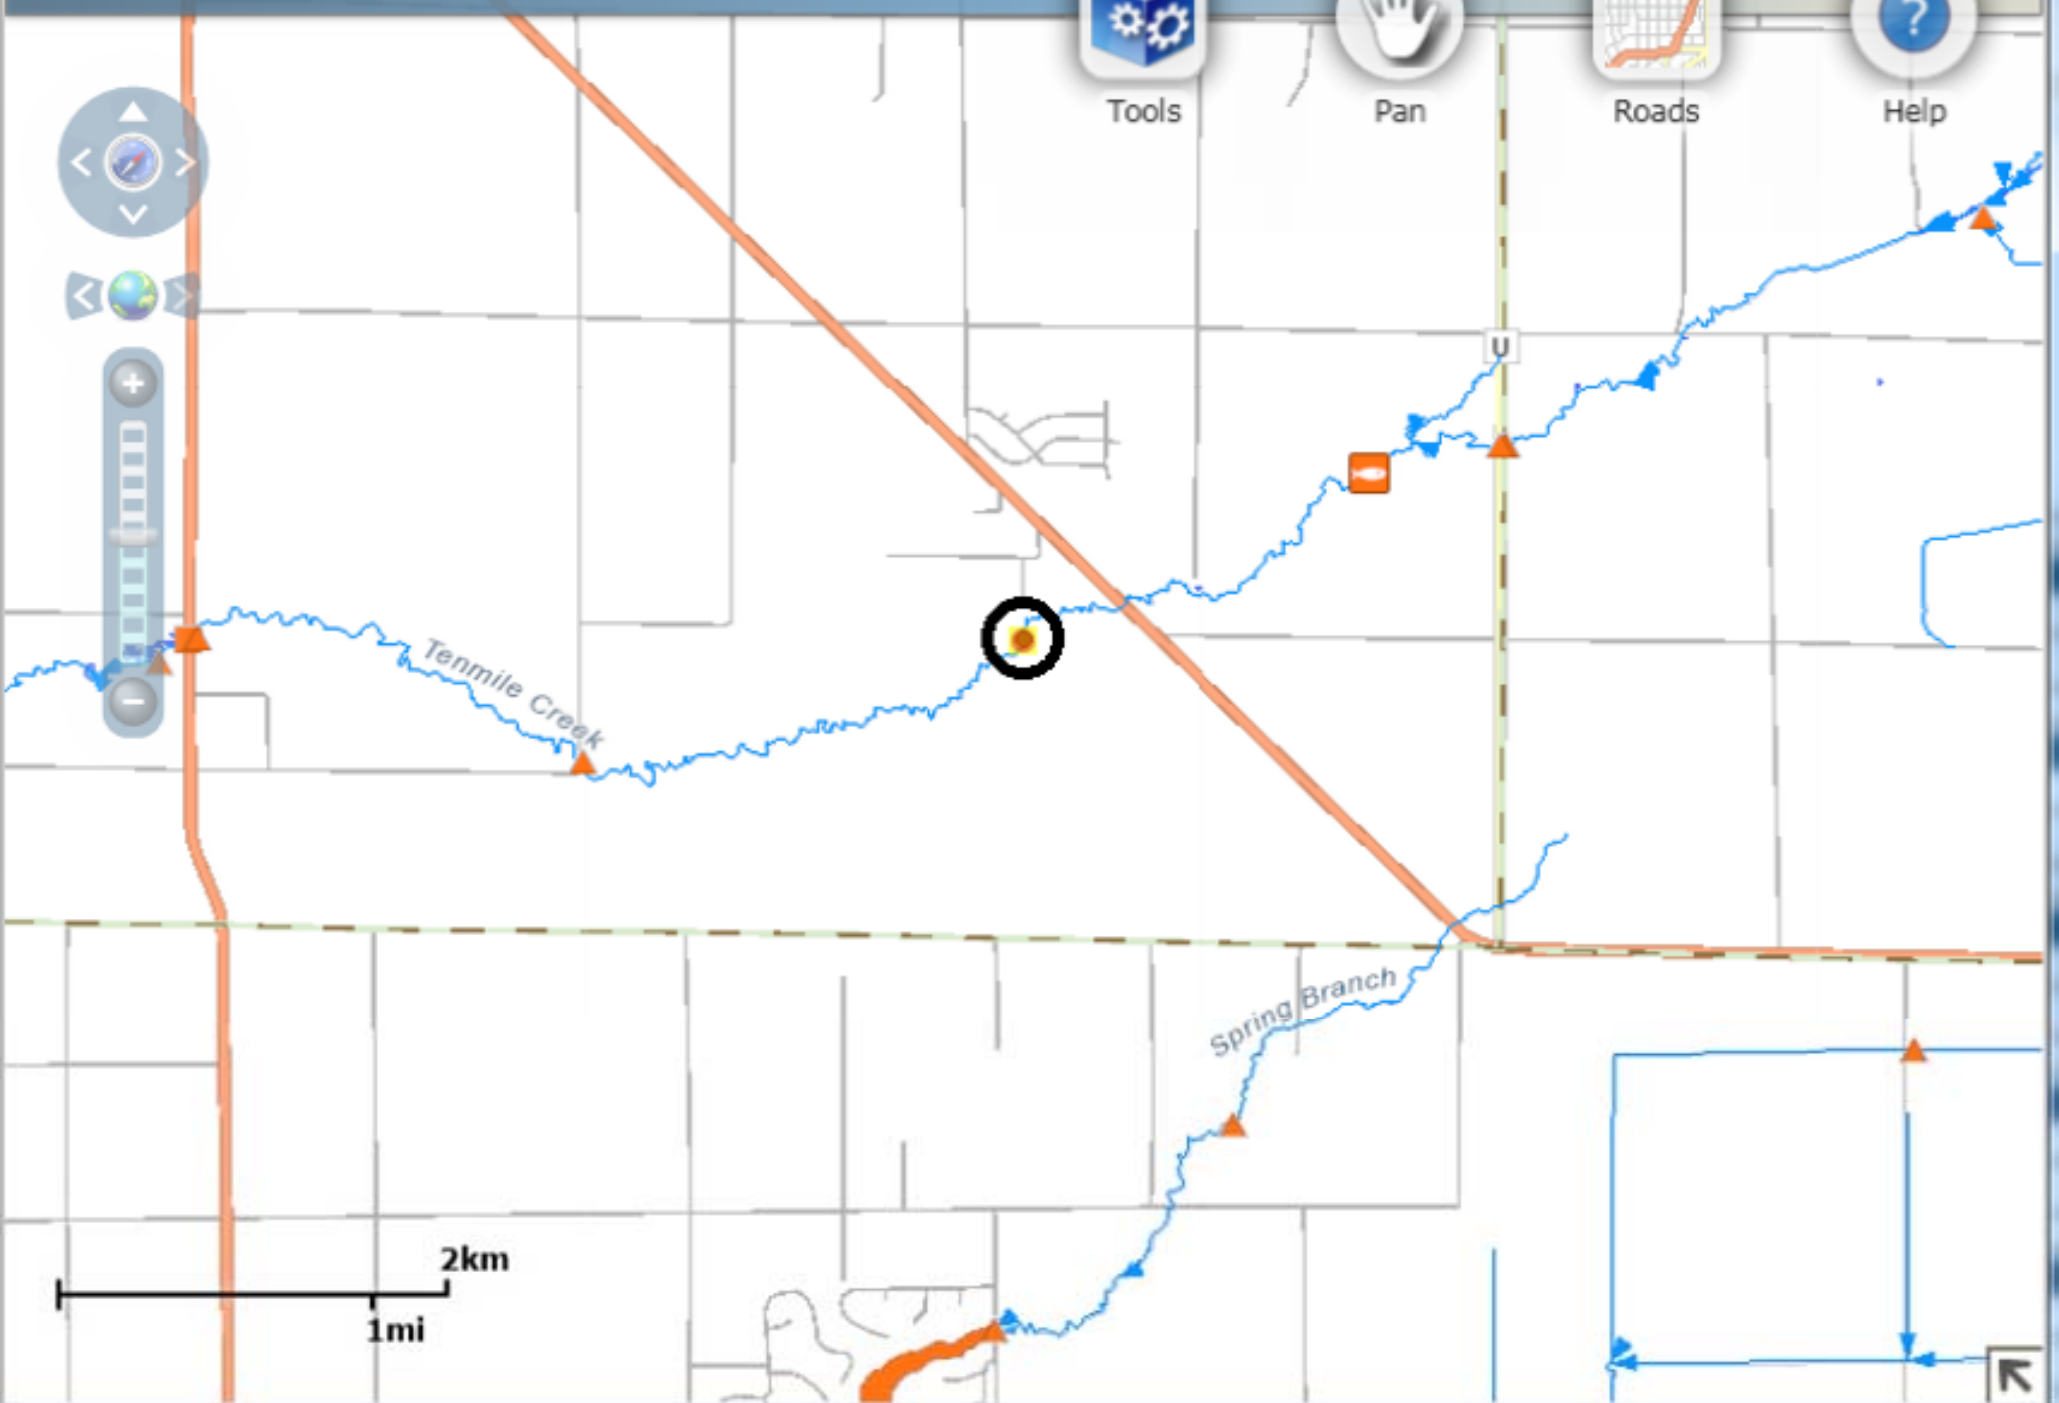 Tools
Pan
Roads
Help
?
U
Tenmile Creek
Spring Branch
2km
1mi